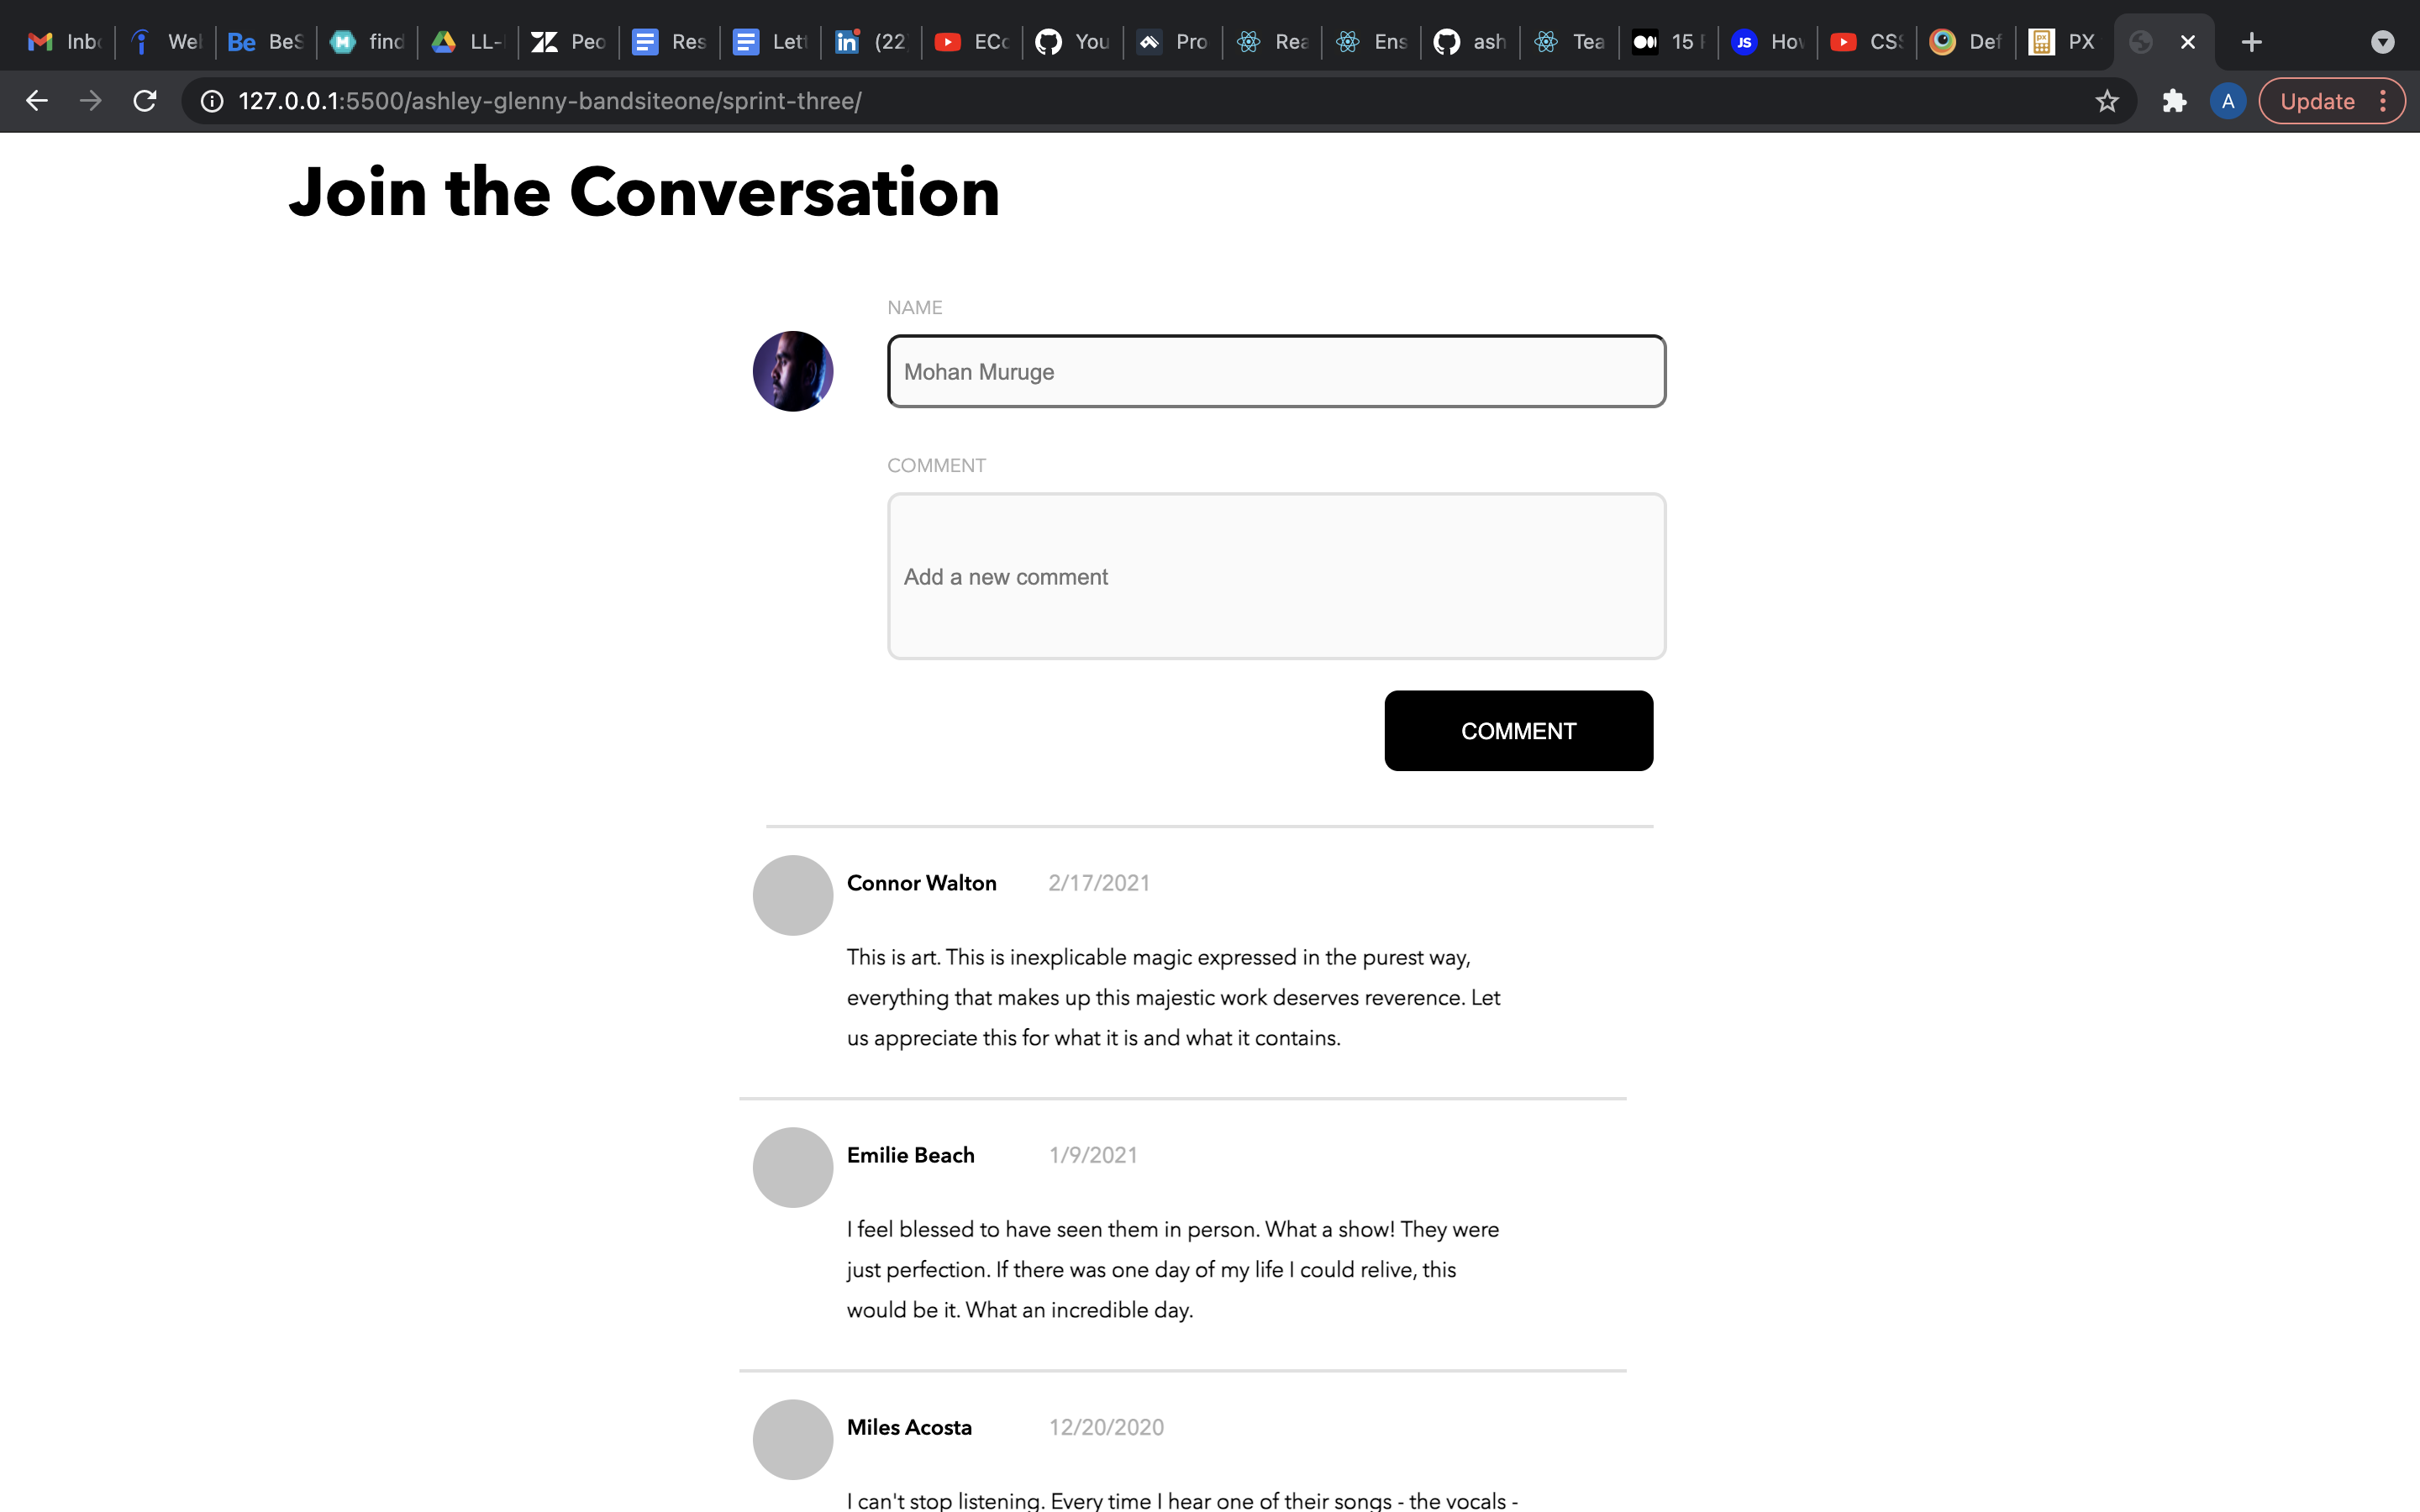 Inb
We
Be BeS
M find
LL-
Peo
Res
Lett
in (22
ECo
You
Pro
Rea
Ens
ash
Tea
15
JS How
CSS
Def
PX
127.0.0.1:5500/ashley-glenny-bandsiteone/sprint-three/
A
Update
Join the Conversation
NAME
Mohan Muruge
COMMENT
Add a new comment
COMMENT
Connor Walton 2/17/2021
This is art. This is inexplicable magic expressed in the purest way,
everything that makes up this majestic work deserves reverence. Let
us appreciate this for what it is and what it contains.
Emilie Beach 1/9/2021
I feel blessed to have seen them in person. What a show! They were
just perfection. If there was one day of my life I could relive, this
would be it. What an incredible day.
Miles Acosta 12/20/2020
I can't stop listening. Every time I hear one of their songs - the vocals -